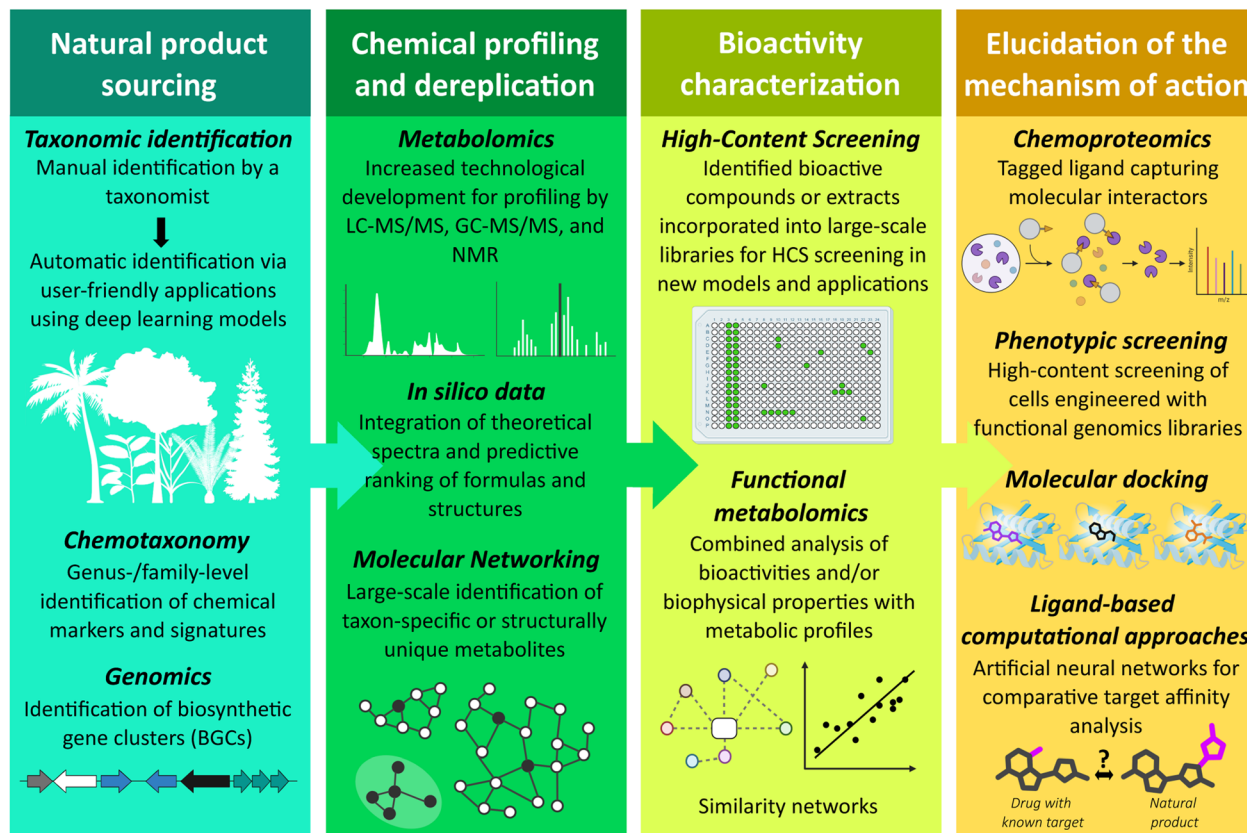 Natural product
sourcing
Taxonomic identification
Manual identification by a
taxonomist
Automatic identification via
user-friendly applications
using deep learning models
Chemotaxonomy
Genus-/family-level
identification of chemical
markers and signatures
Genomics
Identification of biosynthetic
gene clusters (BGCs)
Chemical profiling
and dereplication
Metabolomics
Increased technological
development for profiling by
LC-MS/MS, GC-MS/MS, and
NMR
In silico data
Integration of theoretical
spectra and predictive
ranking of formulas and
structures
Molecular Networking
Large-scale identification of
taxon-specific or structurally
unique metabolites
Bioactivity
characterization
High-Content Screening
Identified bioactive
compounds or extracts
incorporated into large-scale
libraries for HCS screening in
new models and applications
Functional
metabolomics
Combined analysis of
bioactivities and/or
biophysical properties with
metabolic profiles
Similarity networks
Elucidation of the
mechanism of action
Chemoproteomics
Tagged ligand capturing
molecular interactors
Intensity
m/z
Phenotypic screening
High-content screening of
cells engineered with
functional genomics libraries
Molecular docking
Ligand-based
computational approaches
Artificial neural networks for
comparative target affinity
analysis
?
Drug with
known target
Natural
product